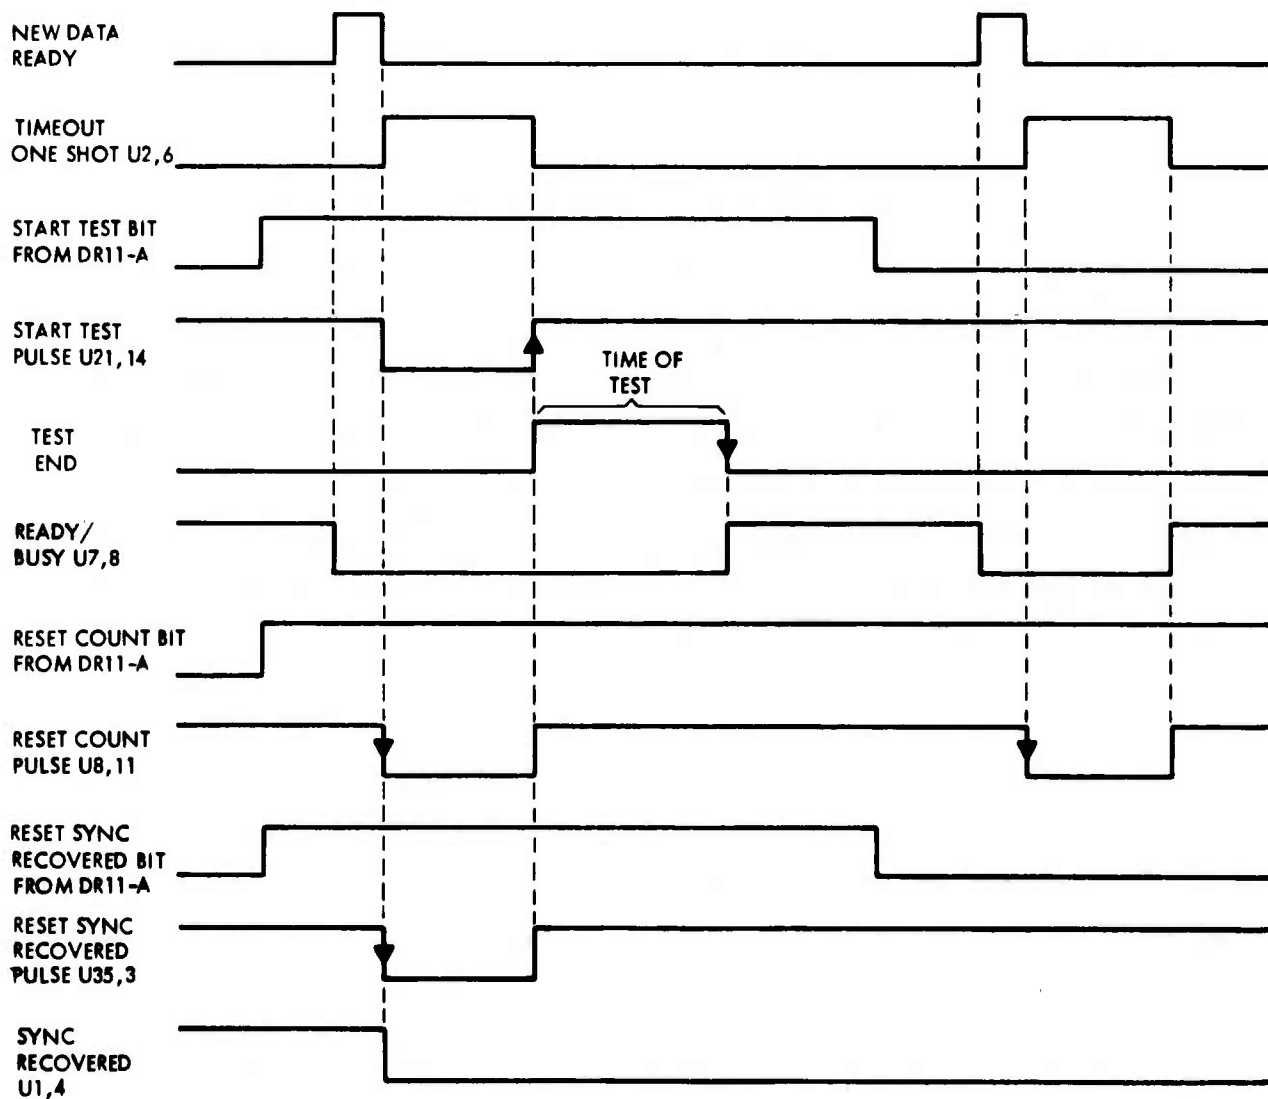 NEW DATA
READY
TIMEOUT
ONE SHOT U2,6
START TEST BIT
FROM DR11-A
START TEST
PULSE U21,14
TIME OF
TEST
TEST
END
READY/
BUSY U7,8
RESET COUNT BIT
FROM DR11-A
RESET COUNT
PULSE U8,11
RESET SYNC
RECOVERED BIT
FROM DR11-A
RESET SYNC
RECOVERED
PULSE U35,3
SYNC
RECOVERED
U1,4